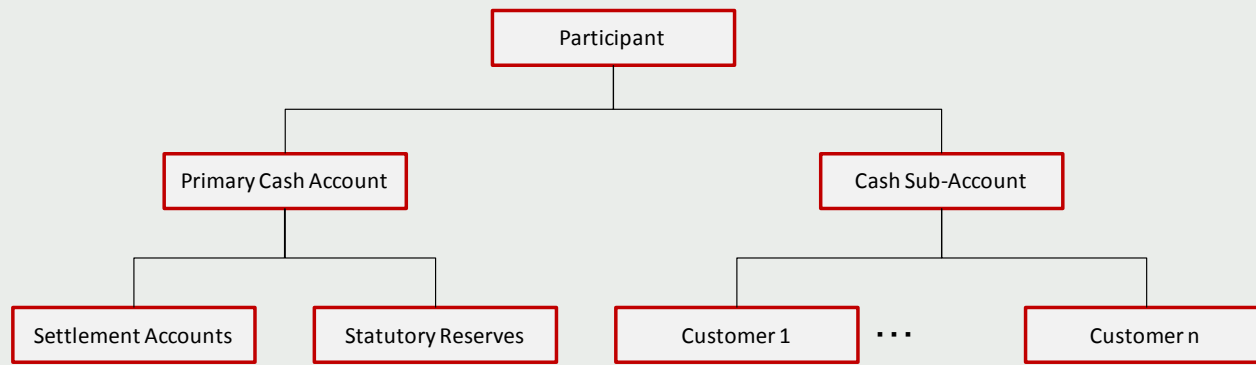 Participant
Primary Cash Account
Cash Sub-Account
Settlement Accounts
Statutory Reserves
Customer 1
...
Customer n